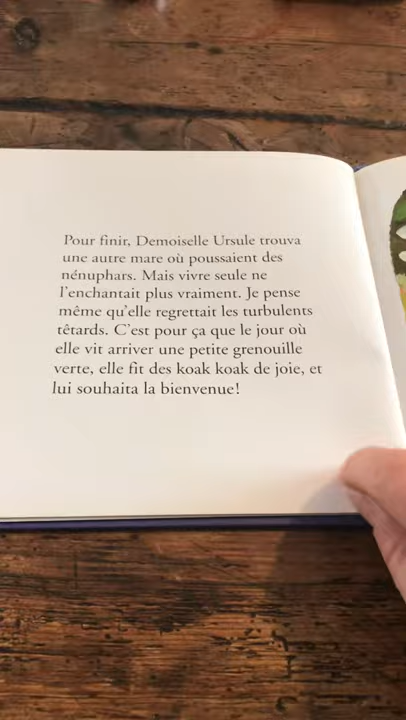 Pour finir, Demoiselle Ursule trouva
une autre mare où poussaient des
nénuphars. Mais vivre seule ne
l'enchantait plus vraiment. Je pense
même qu'elle regrettait les turbulents
têtards. C'est pour ça que le jour où
elle vit arriver une petite grenouille
verte, elle fit des koak koak de joie, et
lui souhaita la bienvenue!